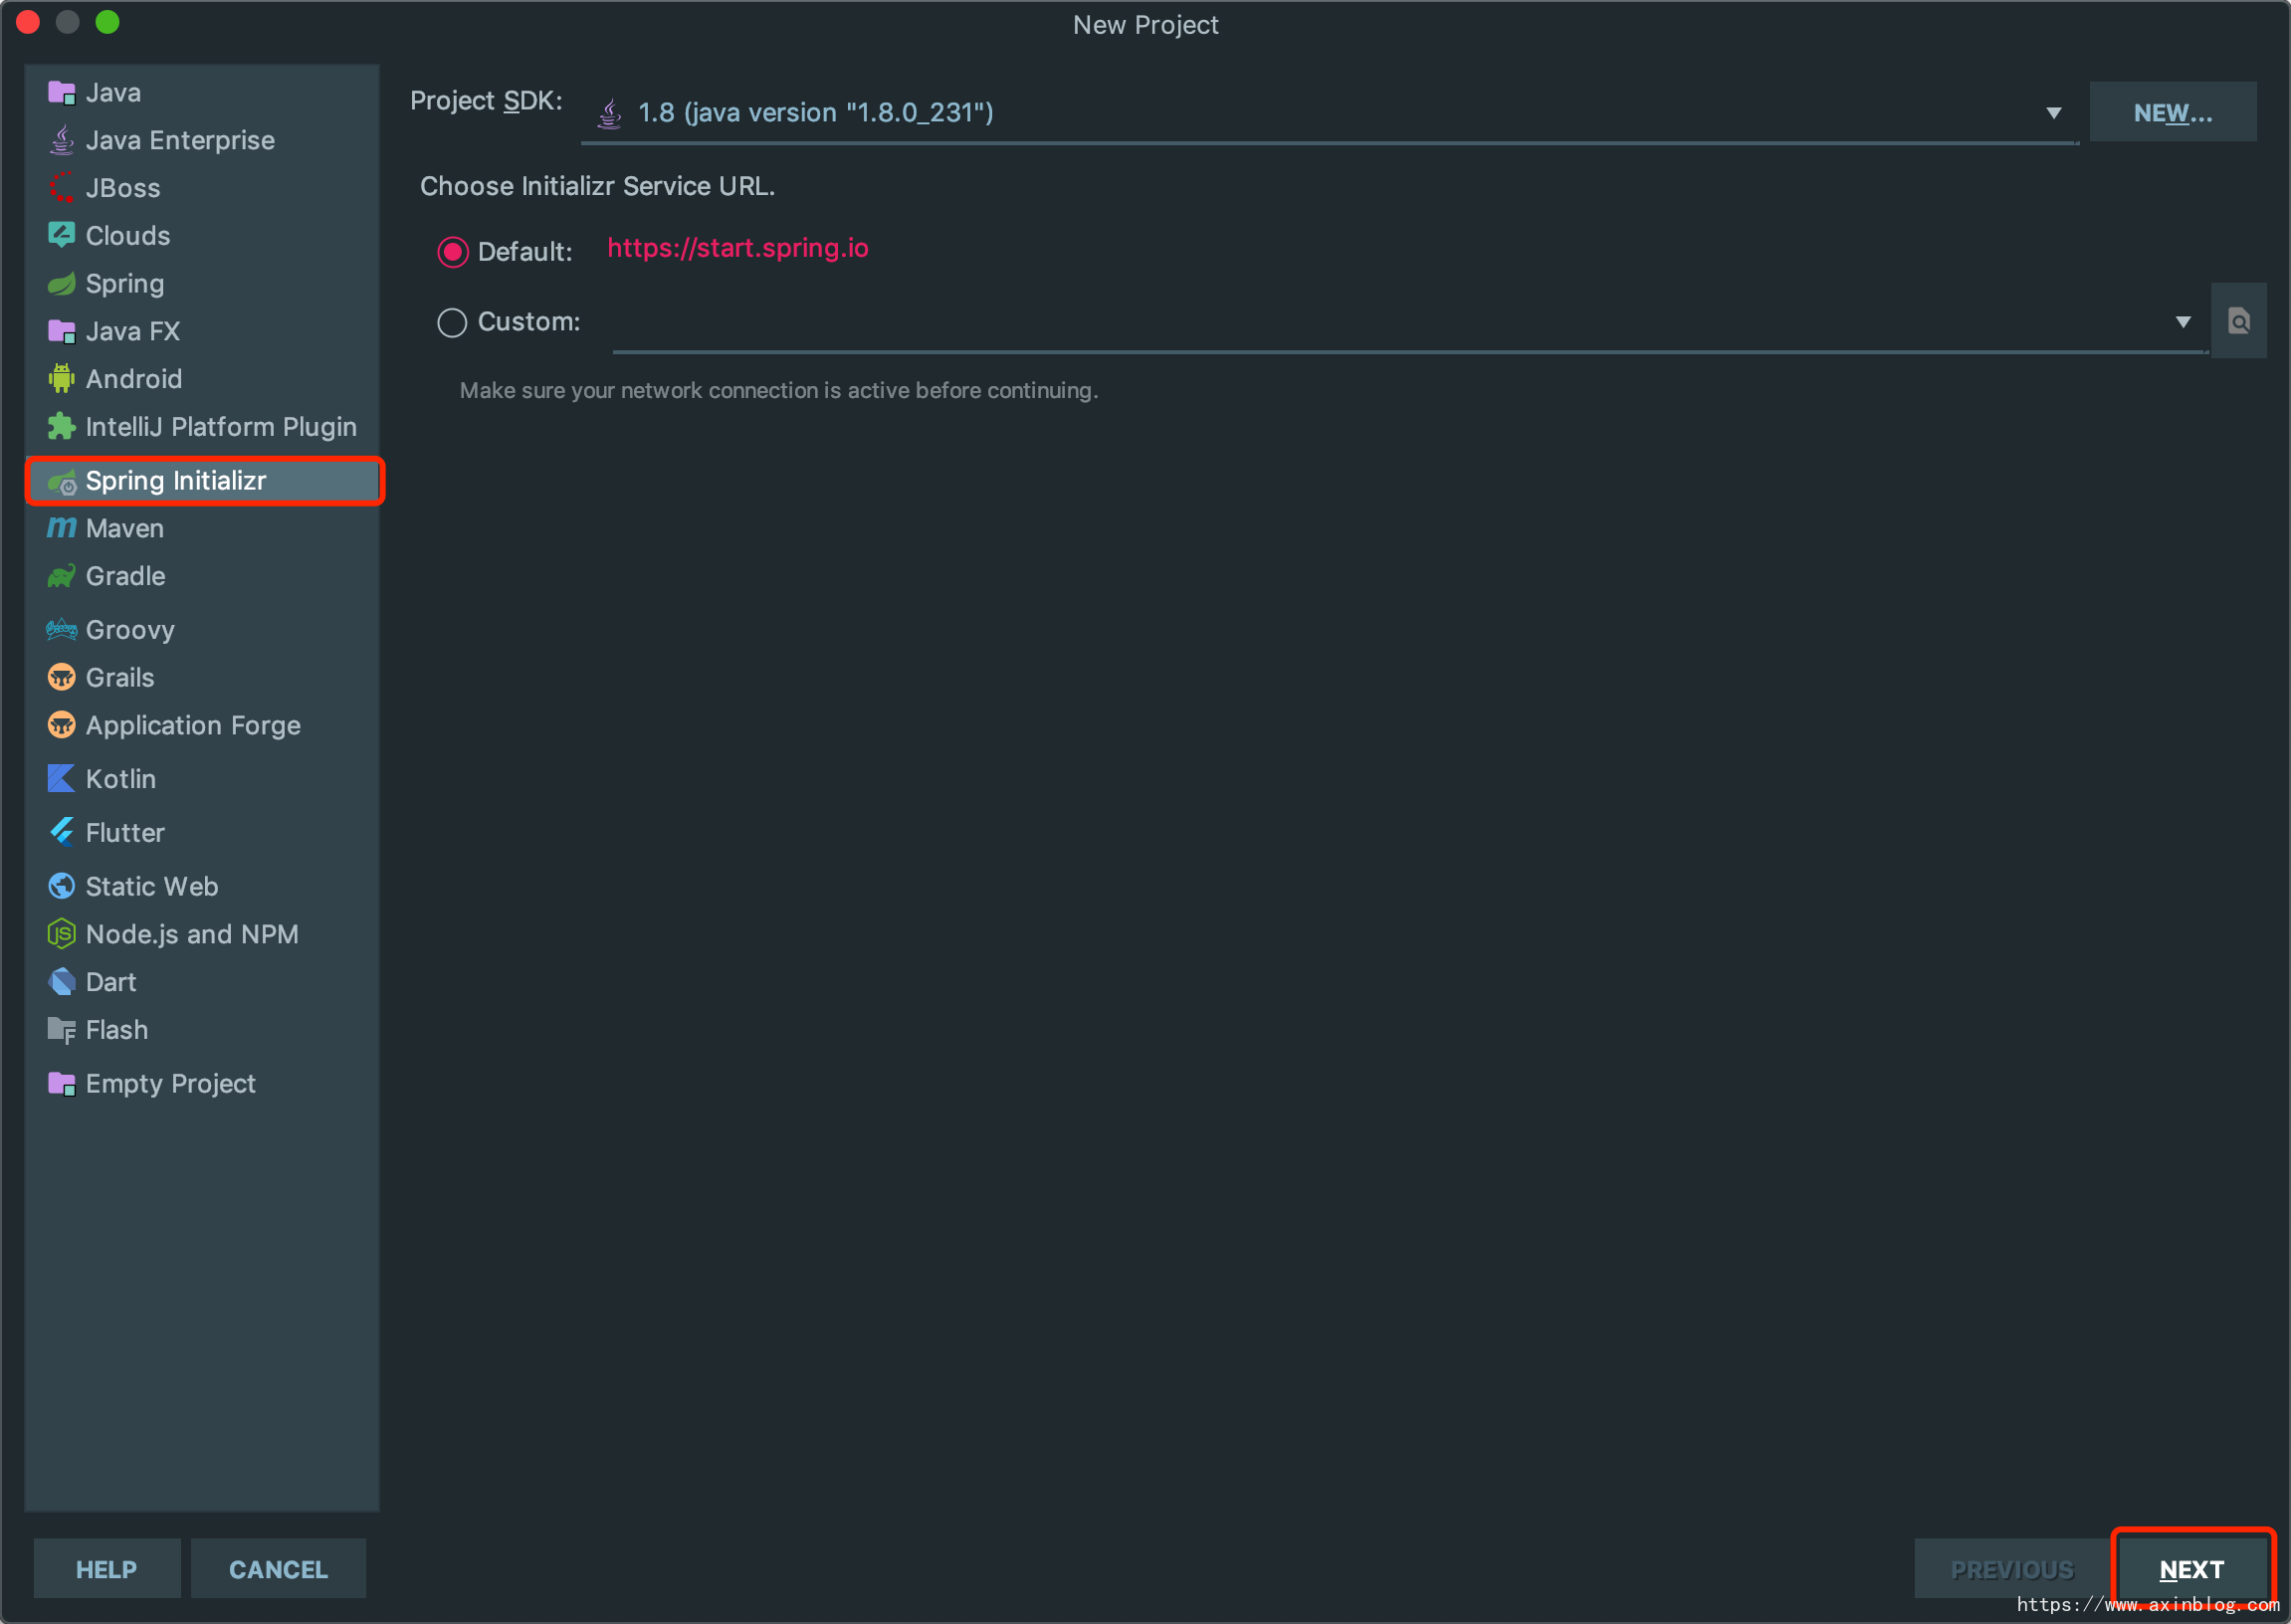 New Project
Java
Java Enterprise
JBoss
Clouds
Spring
Java FX
Android
IntelliJ Platform Plugin
Spring Initializr
Maven
Gradle
Groovy
Grails
Application Forge
Kotlin
Flutter
Static Web
Node.js and NPM
Dart
Flash
Empty Project
Project SDK: 1.8 (java version "1.8.0_231") NEW...
Choose Initializr Service URL.
Default: https://start.spring.io
Custom:
Make sure your network connection is active before continuing.
HELP CANCEL PREVIOUS NEXT
https://www.axinblog.com